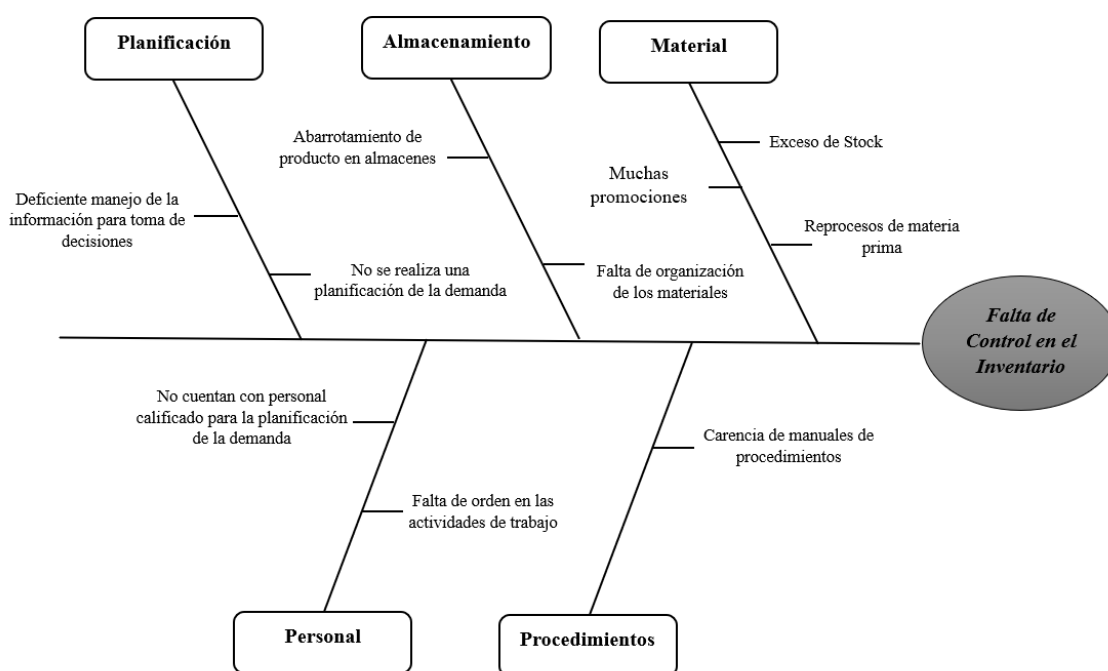 Planificación
Almacenamiento
Material
Abarrotamiento de
producto en almacenes
Exceso de Stock
Muchas
promociones
Deficiente manejo de la
información para toma de
decisiones
Reprocesos de materia
prima
No se realiza una
planificación de la demanda
Falta de organización
de los materiales
Falta de
Control en el
Inventario
No cuentan con personal
calificado para la planificación
de la demanda
Carencia de manuales de
procedimientos
Falta de orden en las
actividades de trabajo
Personal
Procedimientos